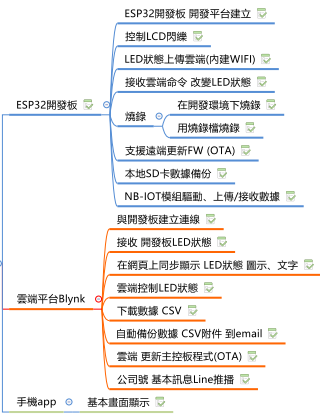 ESP32開發板 開發平台建立
控制LCD閃爍
LED狀態上傳雲端(內建WIFI)
接收雲端命令 改變LED狀態
ESP32開發板
在開發環境下燒錄
燒錄
用燒錄檔燒錄
支援遠端更新FW (OTA)
本地SD卡數據備份
NB-IOT模組驅動、上傳/接收數據
與開發板建立連線
接收 開發板LED狀態
在網頁上同步顯示 LED狀態 圖示、文字
雲端控制LED狀態
雲端平台Blynk
下載數據 CSV
自動備份數據 CSV附件 到email
雲端 更新主控板程式(OTA)
公司號 基本訊息Line推播
手機app
基本畫面顯示